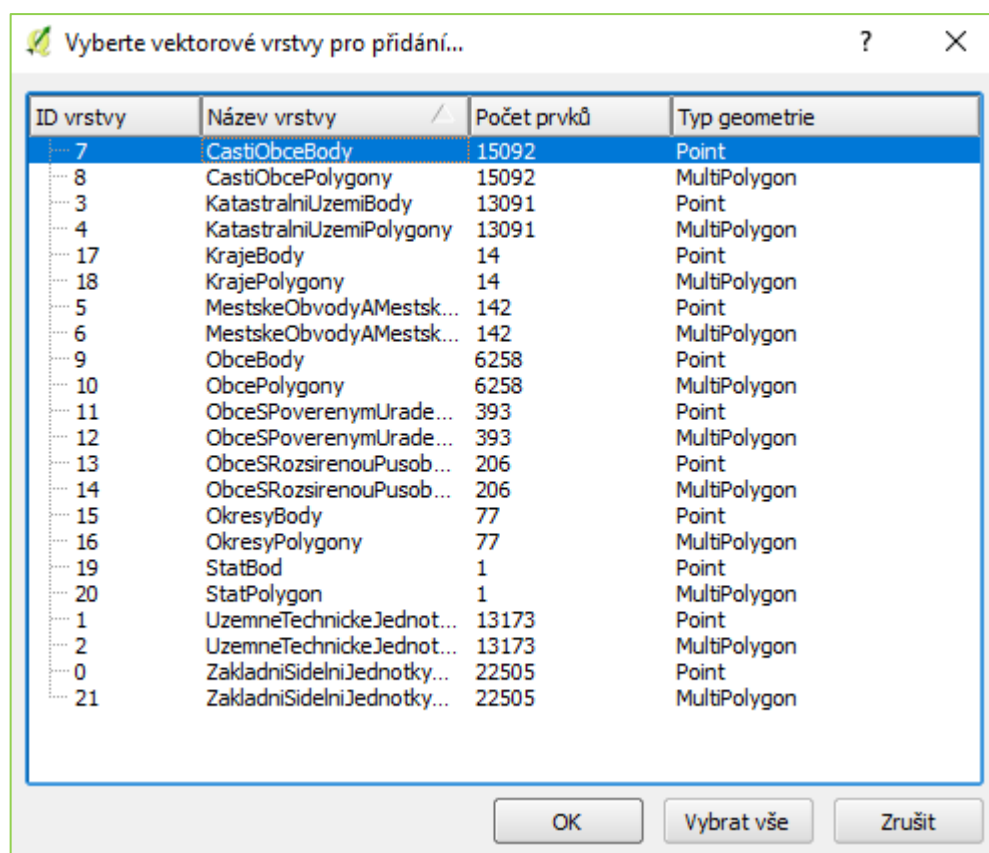 Vyberte vektorové vrstvy pro přidání... ?
ID vrstvy Název vrstvy Počet prvků Typ geometrie
7 CastiObceBody 15092 Point
8 CastiObcePolygony 15092 MultiPolygon
3 KatastralniUzemiBody 13091 Point
4 KatastralniUzemiPolygony 13091 MultiPolygon
17 KrajeBody 14 Point
18 KrajePolygony 14 MultiPolygon
5 MestskeObvodyAMestsk... 142 Point
6 MestskeObvodyAMestsk... 142 MultiPolygon
9 ObceBody 6258 Point
10 ObcePolygony 6258 MultiPolygon
11 ObceSPoverenymUrade... 393 Point
12 ObceSPoverenymUrade... 393 MultiPolygon
13 ObceSRozsirenouPusob... 206 Point
14 ObceSRozsirenouPusob... 206 MultiPolygon
15 OkresyBody 77 Point
16 OkresyPolygony 77 MultiPolygon
19 StatBod 1 Point
20 StatPolygon 1 MultiPolygon
1 UzemneTechnickeJednot... 13173 Point
2 UzemneTechnickeJednot... 13173 MultiPolygon
0 ZakladniSidelniJednotky... 22505 Point
21 ZakladniSidelniJednotky... 22505 MultiPolygon
OK Vybrat vše Zrušit